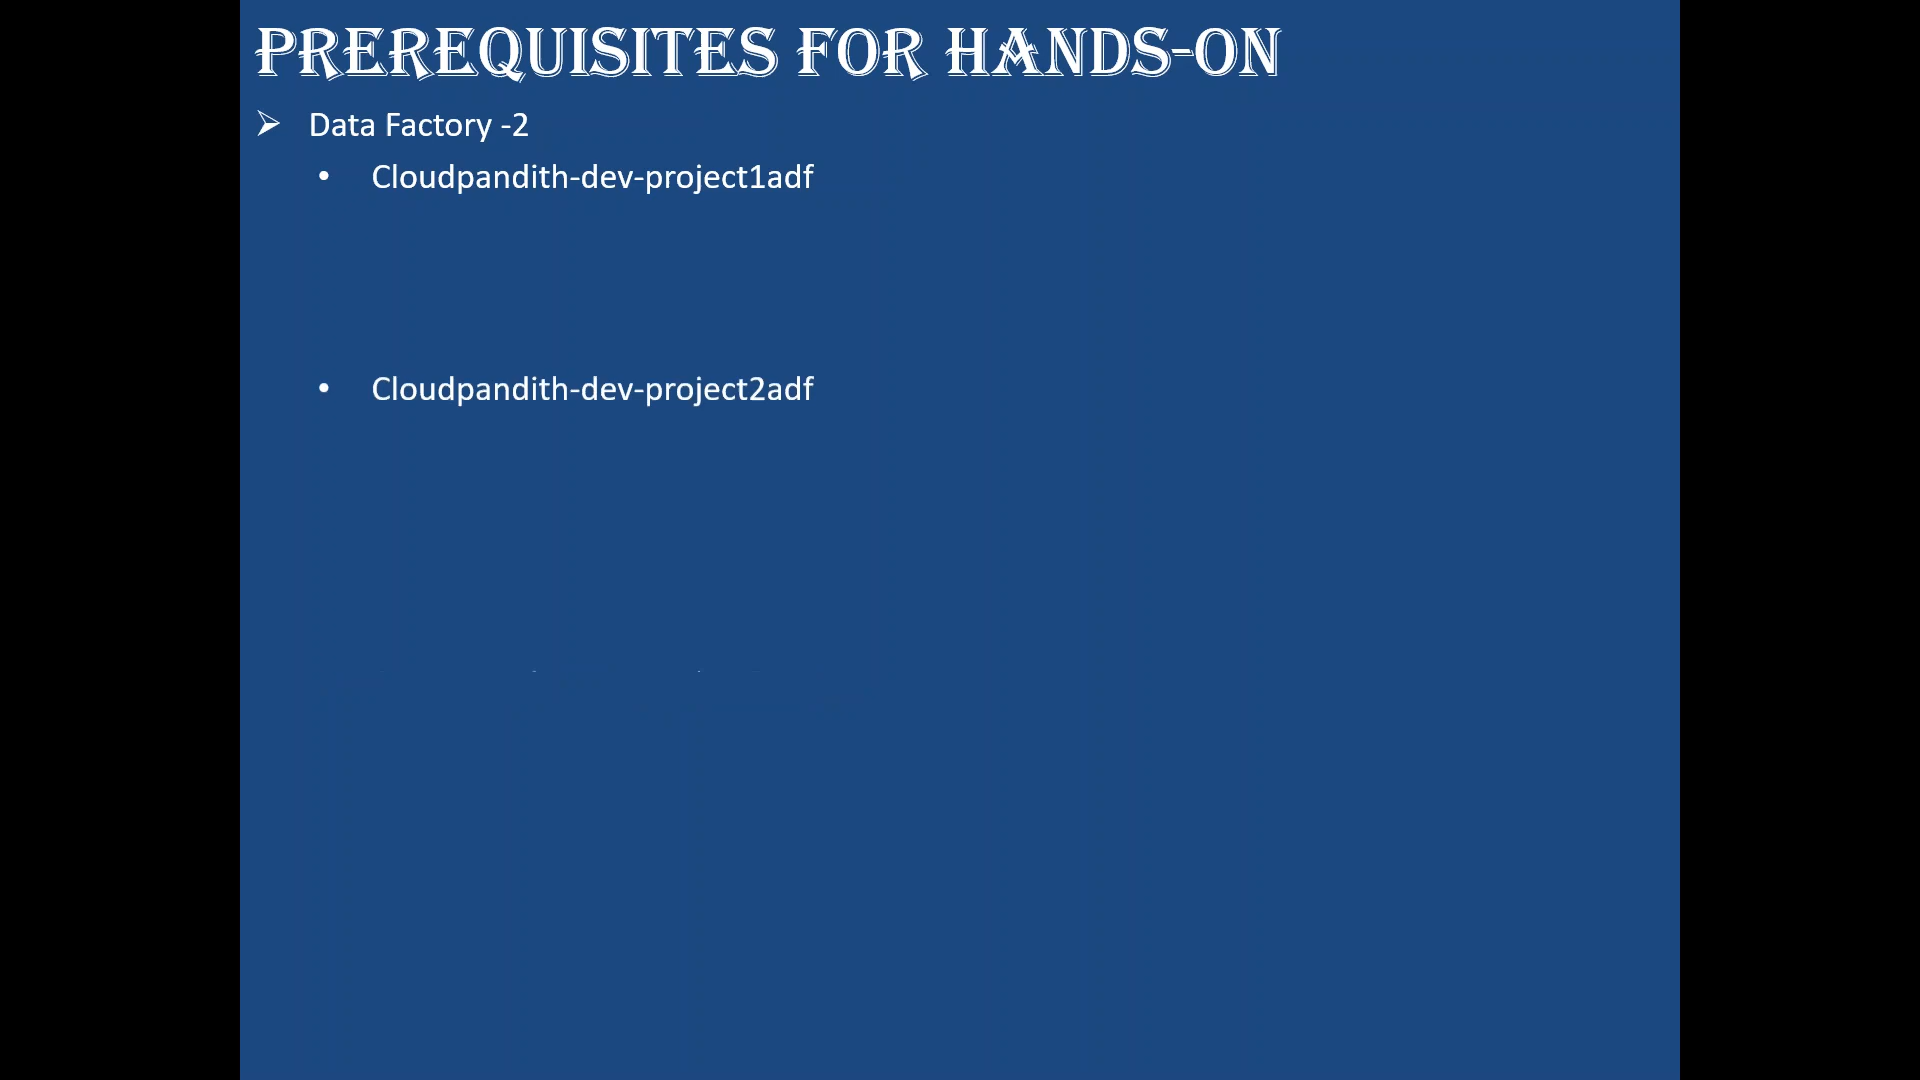 PREREQUISITES FOR HANDS-ON
➢ Data Factory -2
• Cloudpandith-dev-project1adf
• Cloudpandith-dev-project2adf